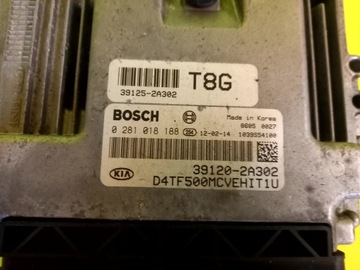 39125-2A302
T8G
BOSCH
Made in Korea
8605 0027
0 281 018 188 12-02-14 1039S54100
39120-2A302
KIA
D4TF500MCVEHIT1U